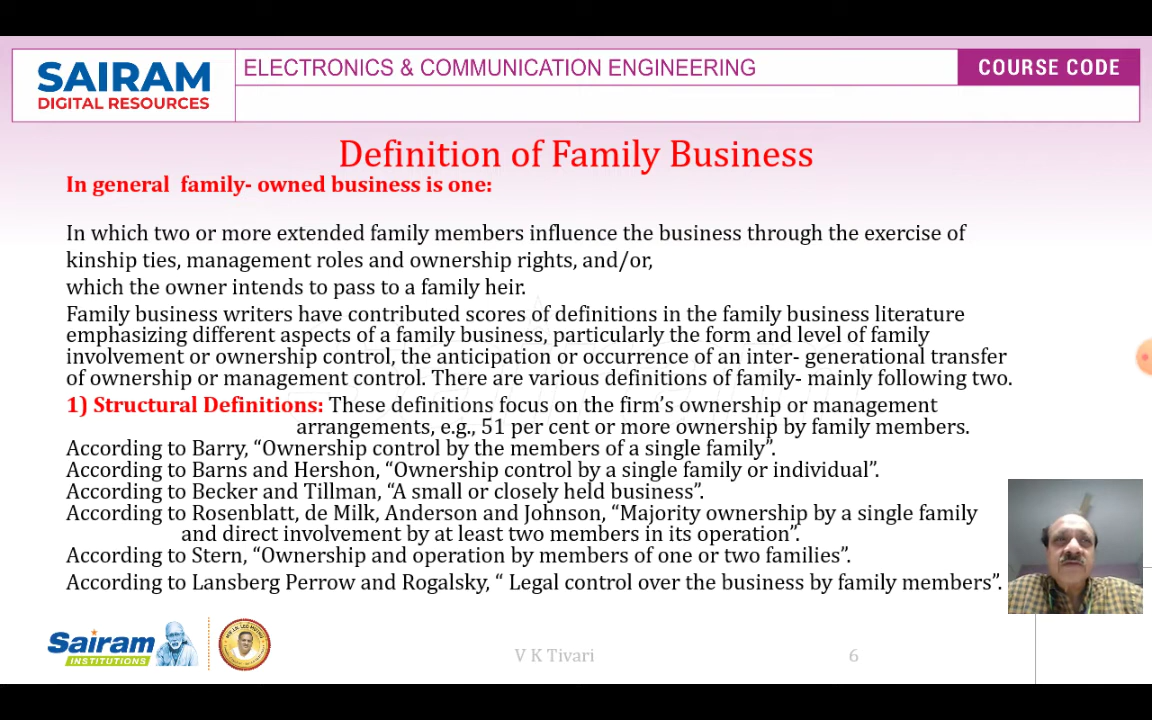 SAIRAM
DIGITAL RESOURCES
ELECTRONICS & COMMUNICATION ENGINEERING
COURSE CODE
Definition of Family Business
In general family- owned business is one:
In which two or more extended family members influence the business through the exercise of
kinship ties, management roles and ownership rights, and/or,
which the owner intends to pass to a family heir.
Family business writers have contributed scores of definitions in the family business literature
emphasizing different aspects of a family business, particularly the form and level of family
involvement or ownership control, the anticipation or occurrence of an inter- generational transfer
of ownership or management control. There are various definitions of family- mainly following two.
1) Structural Definitions: These definitions focus on the firm’s ownership or management
arrangements, e.g., 51 per cent or more ownership by family members.
According to Barry, “Ownership control by the members of a single family”.
According to Barns and Hershon, “Ownership control by a single family or individual”.
According to Becker and Tillman, “A small or closely held business”.
According to Rosenblatt, de Milk, Anderson and Johnson, “Majority ownership by a single family
and direct involvement by at least two members in its operation”.
According to Stern, “Ownership and operation by members of one or two families”.
According to Lansberg Perrow and Rogalsky, “ Legal control over the business by family members”.
Sairam
INSTITUTIONS
V K Tivari
6